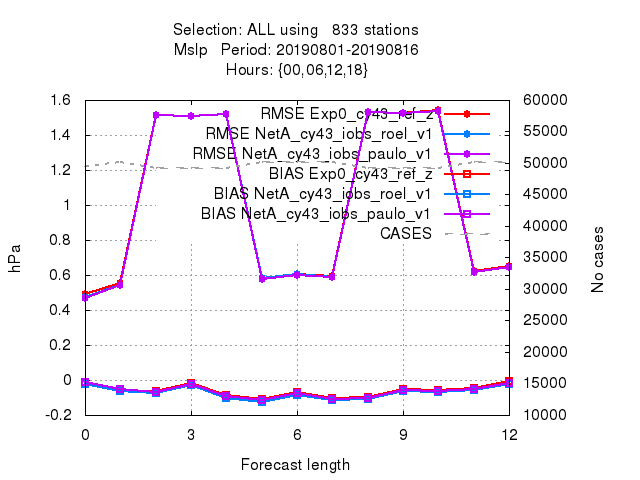 Selection: ALL using   833 stations
Mslp   Period: 20190801-20190816
Hours: {00,06,12,18}
1.6
1.4
1.2
1
0.8
0.6
0.4
0.2
0
-0.2
hPa
RMSE Exp0_cy43_ref_z
RMSE NetA_cy43_iobs_roel_v1
RMSE NetA_cy43_iobs_paulo_v1
BIAS Exp0_cy43_ref_z
BIAS NetA_cy43_iobs_roel_v1
BIAS NetA_cy43_iobs_paulo_v1
CASES
60000
55000
50000
45000
40000
35000
30000
25000
20000
15000
10000
No cases
0 3 6 9 12
Forecast length